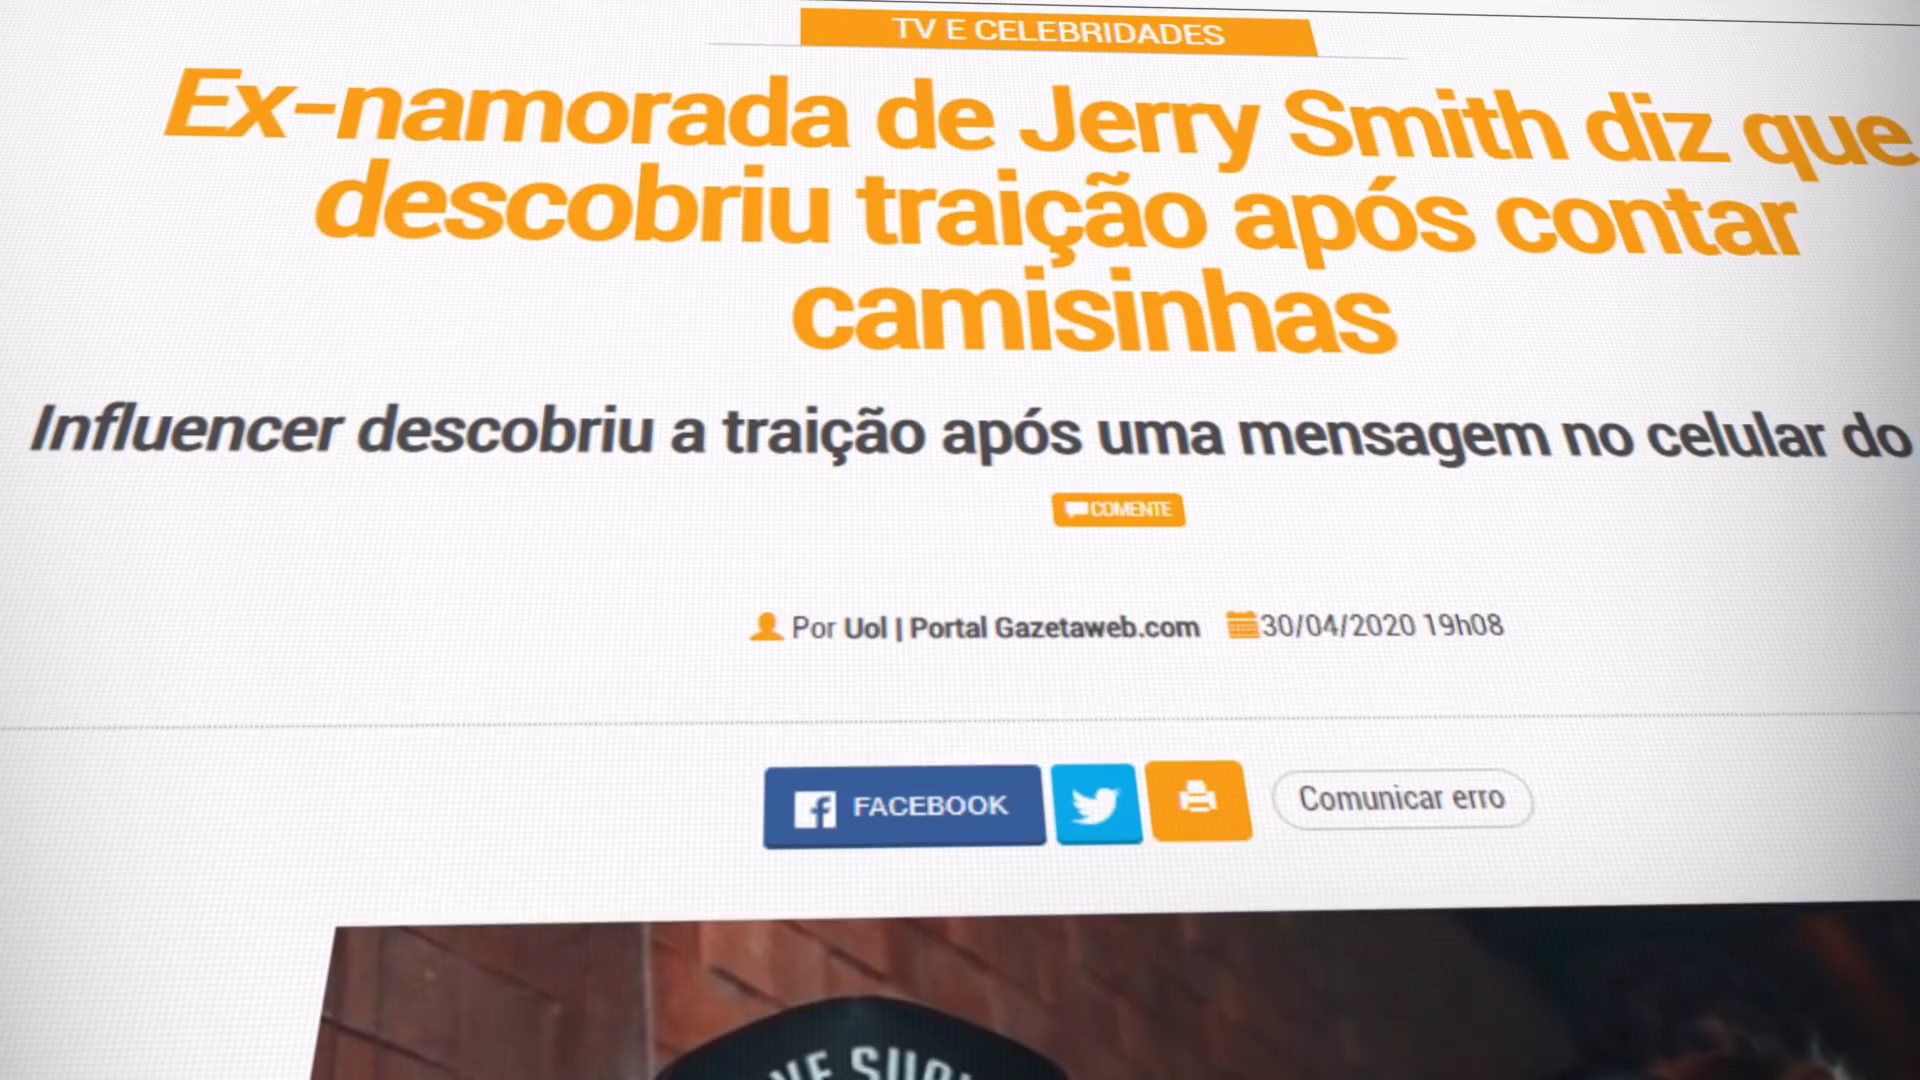 TV E CELEBRIDADES
Ex-namorada de Jerry Smith diz que
descobriu traição após contar
camisinhas
Influencer descobriu a traição após uma mensagem no celular do
COMENTE
Por Uol | Portal Gazetaweb.com 30/04/2020 19h08
FACEBOOK
Comunicar erro